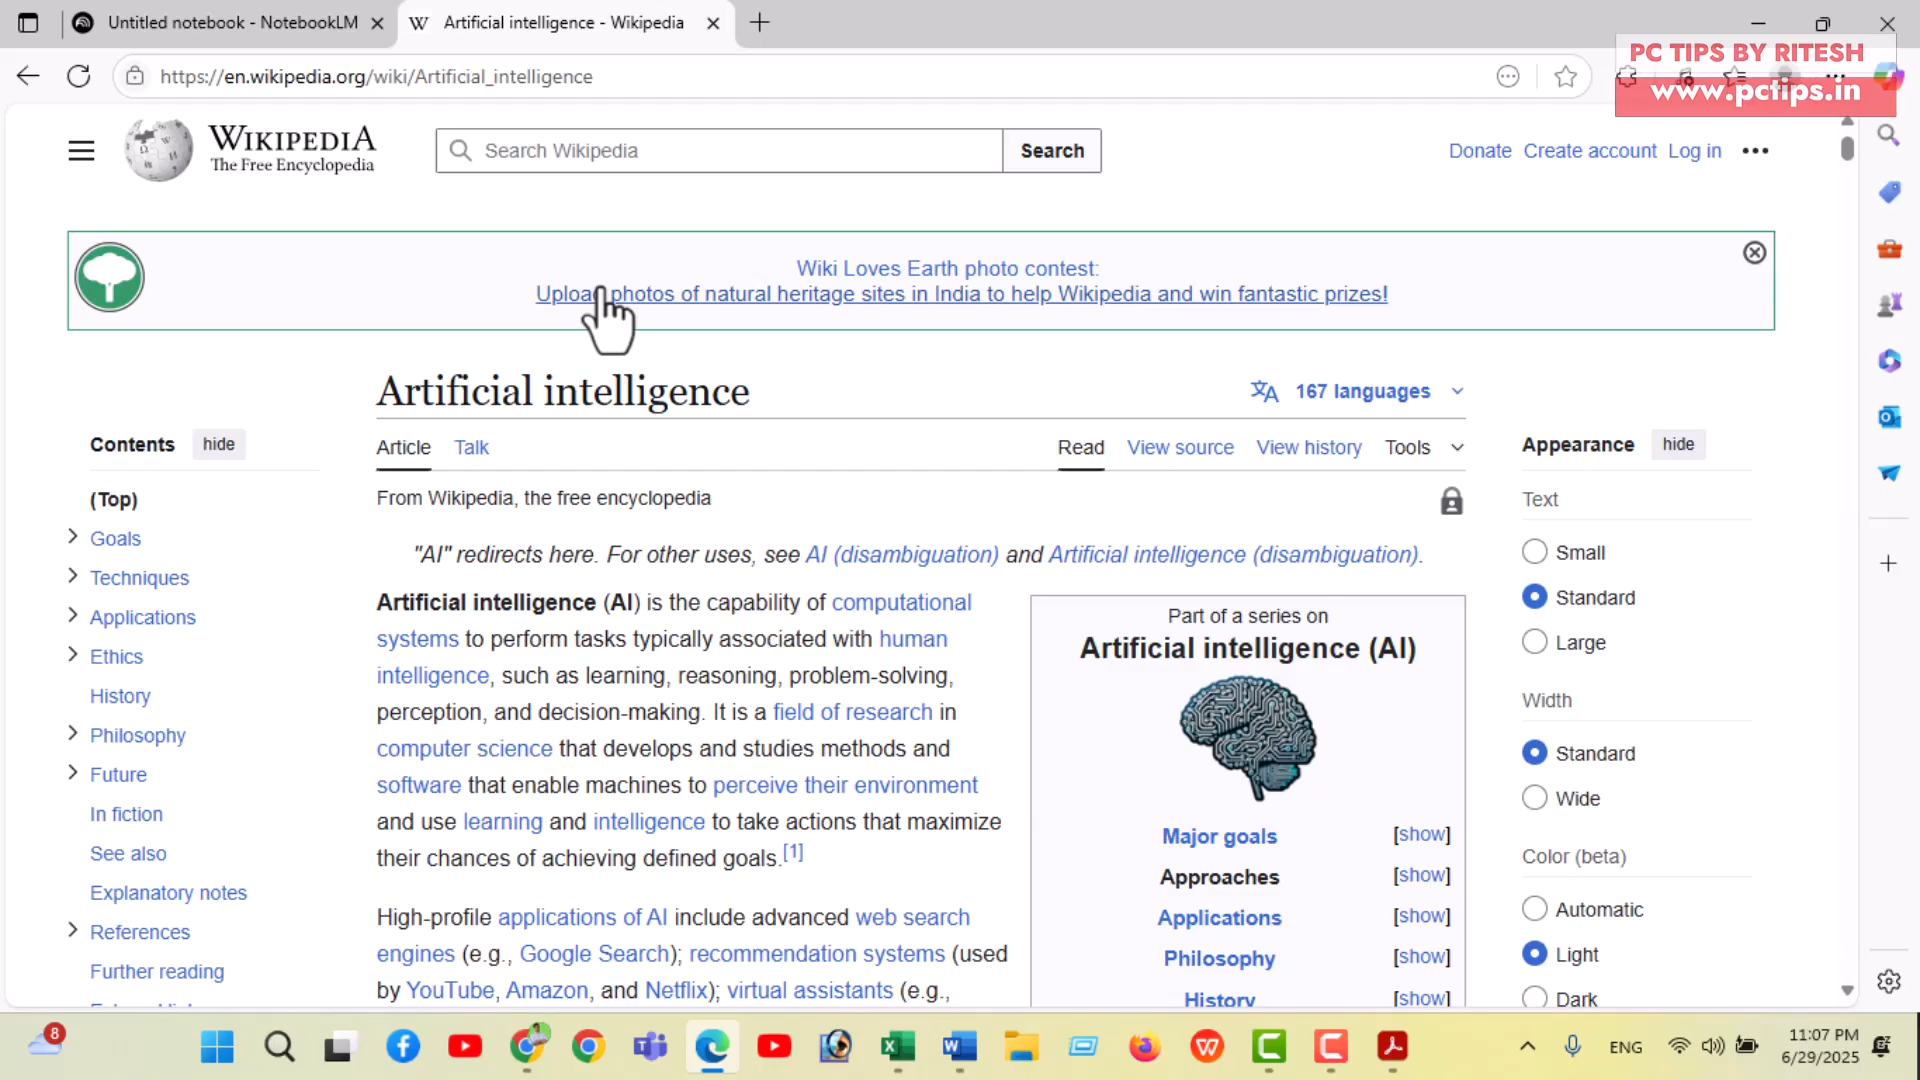 Untitled notebook - NotebookLM
Artificial intelligence - Wikipedia
PC TIPS BY RITESH
www.pctips.in
https://en.wikipedia.org/wiki/Artificial_intelligence
WIKIPEDIA
The Free Encyclopedia
Search Wikipedia
Search
Donate Create account Log in
Wiki Loves Earth photo contest:
Upload photos of natural heritage sites in India to help Wikipedia and win fantastic prizes!
Artificial intelligence
167 languages
Contents hide
Article Talk
Read View source View history Tools
Appearance hide
(Top)
Goals
Techniques
Applications
Ethics
History
Philosophy
Future
In fiction
See also
Explanatory notes
References
Further reading
From Wikipedia, the free encyclopedia
"AI" redirects here. For other uses, see AI (disambiguation) and Artificial intelligence (disambiguation).
Artificial intelligence (AI) is the capability of computational
systems to perform tasks typically associated with human
intelligence, such as learning, reasoning, problem-solving,
perception, and decision-making. It is a field of research in
computer science that develops and studies methods and
software that enable machines to perceive their environment
and use learning and intelligence to take actions that maximize
their chances of achieving defined goals.[1]
High-profile applications of AI include advanced web search
engines (e.g., Google Search); recommendation systems (used
by YouTube, Amazon, and Netflix); virtual assistants (e.g.,
Part of a series on
Artificial intelligence (AI)
Major goals [show]
Approaches [show]
Applications [show]
Philosophy [show]
History [show]
Text
Small
Standard
Large
Width
Standard
Wide
Color (beta)
Automatic
Light
Dark
8
ENG
11:07 PM
6/29/2025